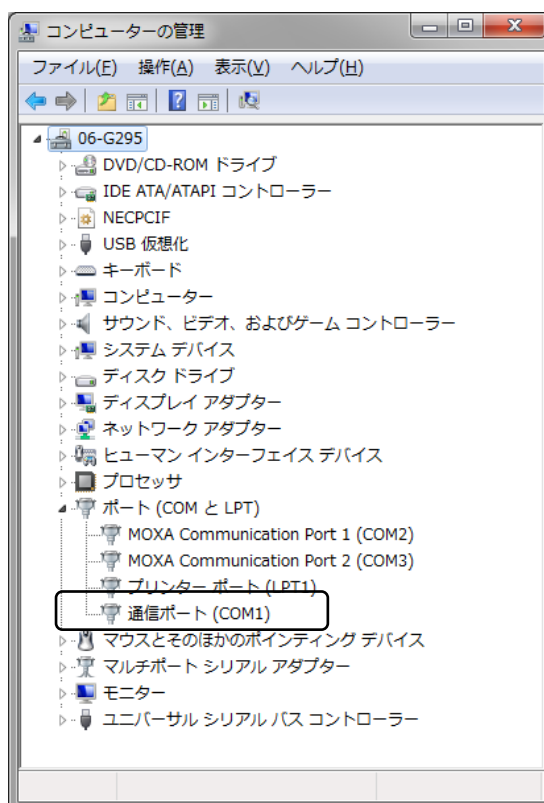 コンピューターの管理
ファイル(F) 操作(A) 表示(V) ヘルプ(H)
06-G295
DVD/CD-ROM ドライブ
IDE ATA/ATAPI コントローラー
NECPCIF
USB 仮想化
キーボード
コンピューター
サウンド、ビデオ、およびゲーム コントローラー
システム デバイス
ディスク ドライブ
ディスプレイ アダプター
ネットワーク アダプター
ヒューマン インターフェイス デバイス
プロセッサ
ポート (COM と LPT)
MOXA Communication Port 1 (COM2)
MOXA Communication Port 2 (COM3)
プリンター ポート (LPT1)
通信ポート (COM1)
マウスとそのほかのポインティング デバイス
マルチポート シリアル アダプター
モニター
ユニバーサル シリアル バス コントローラー